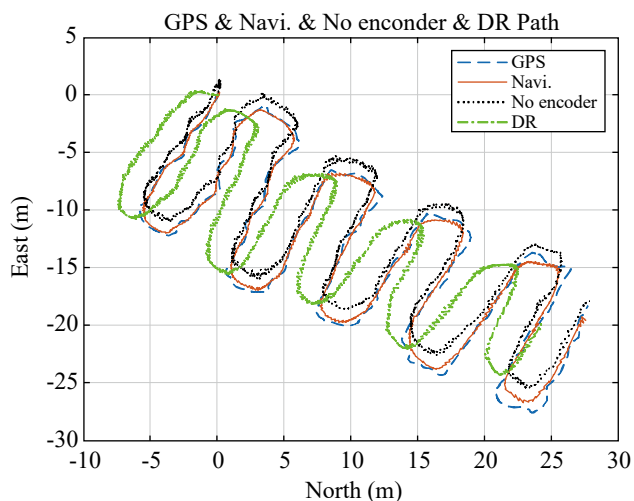 GPS & Navi. & No enconder & DR Path
5
0
-5
-10
-15
-20
-25
-30
East (m)
GPS
Navi.
No encoder
DR
-10 -5 0 5 10 15 20 25 30
North (m)